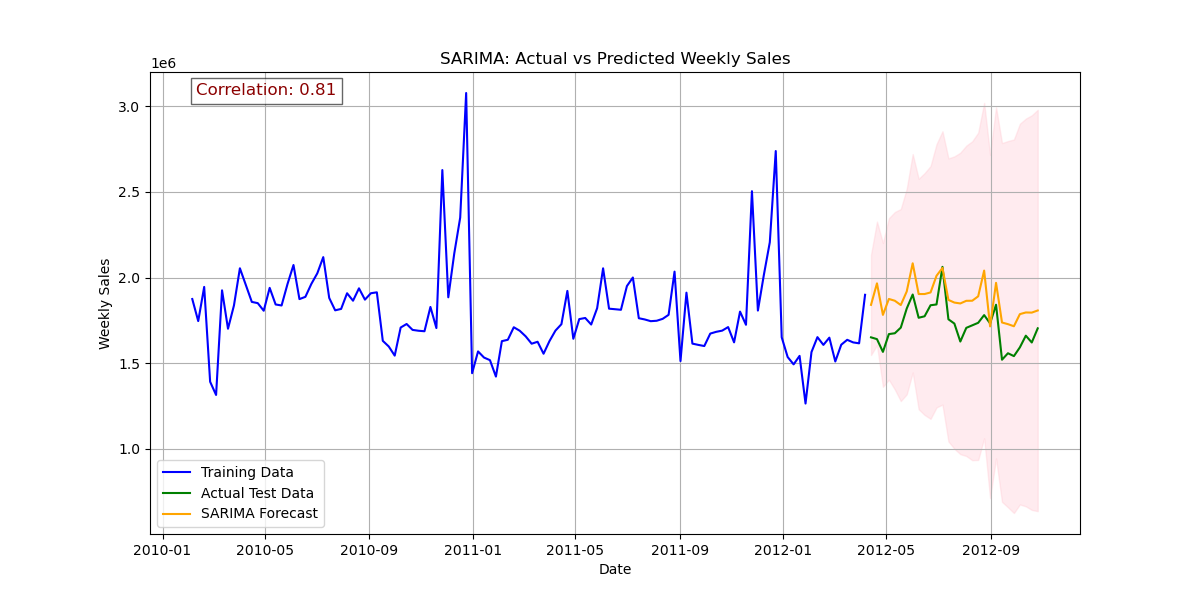 SARIMA: Actual vs Predicted Weekly Sales
1e6
Correlation: 0.81
3.0
2.5
2.0
1.5
1.0
Weekly Sales
Training Data
Actual Test Data
SARIMA Forecast
2010-01 2010-05 2010-09 2011-01 2011-05 2011-09 2012-01 2012-05 2012-09
Date